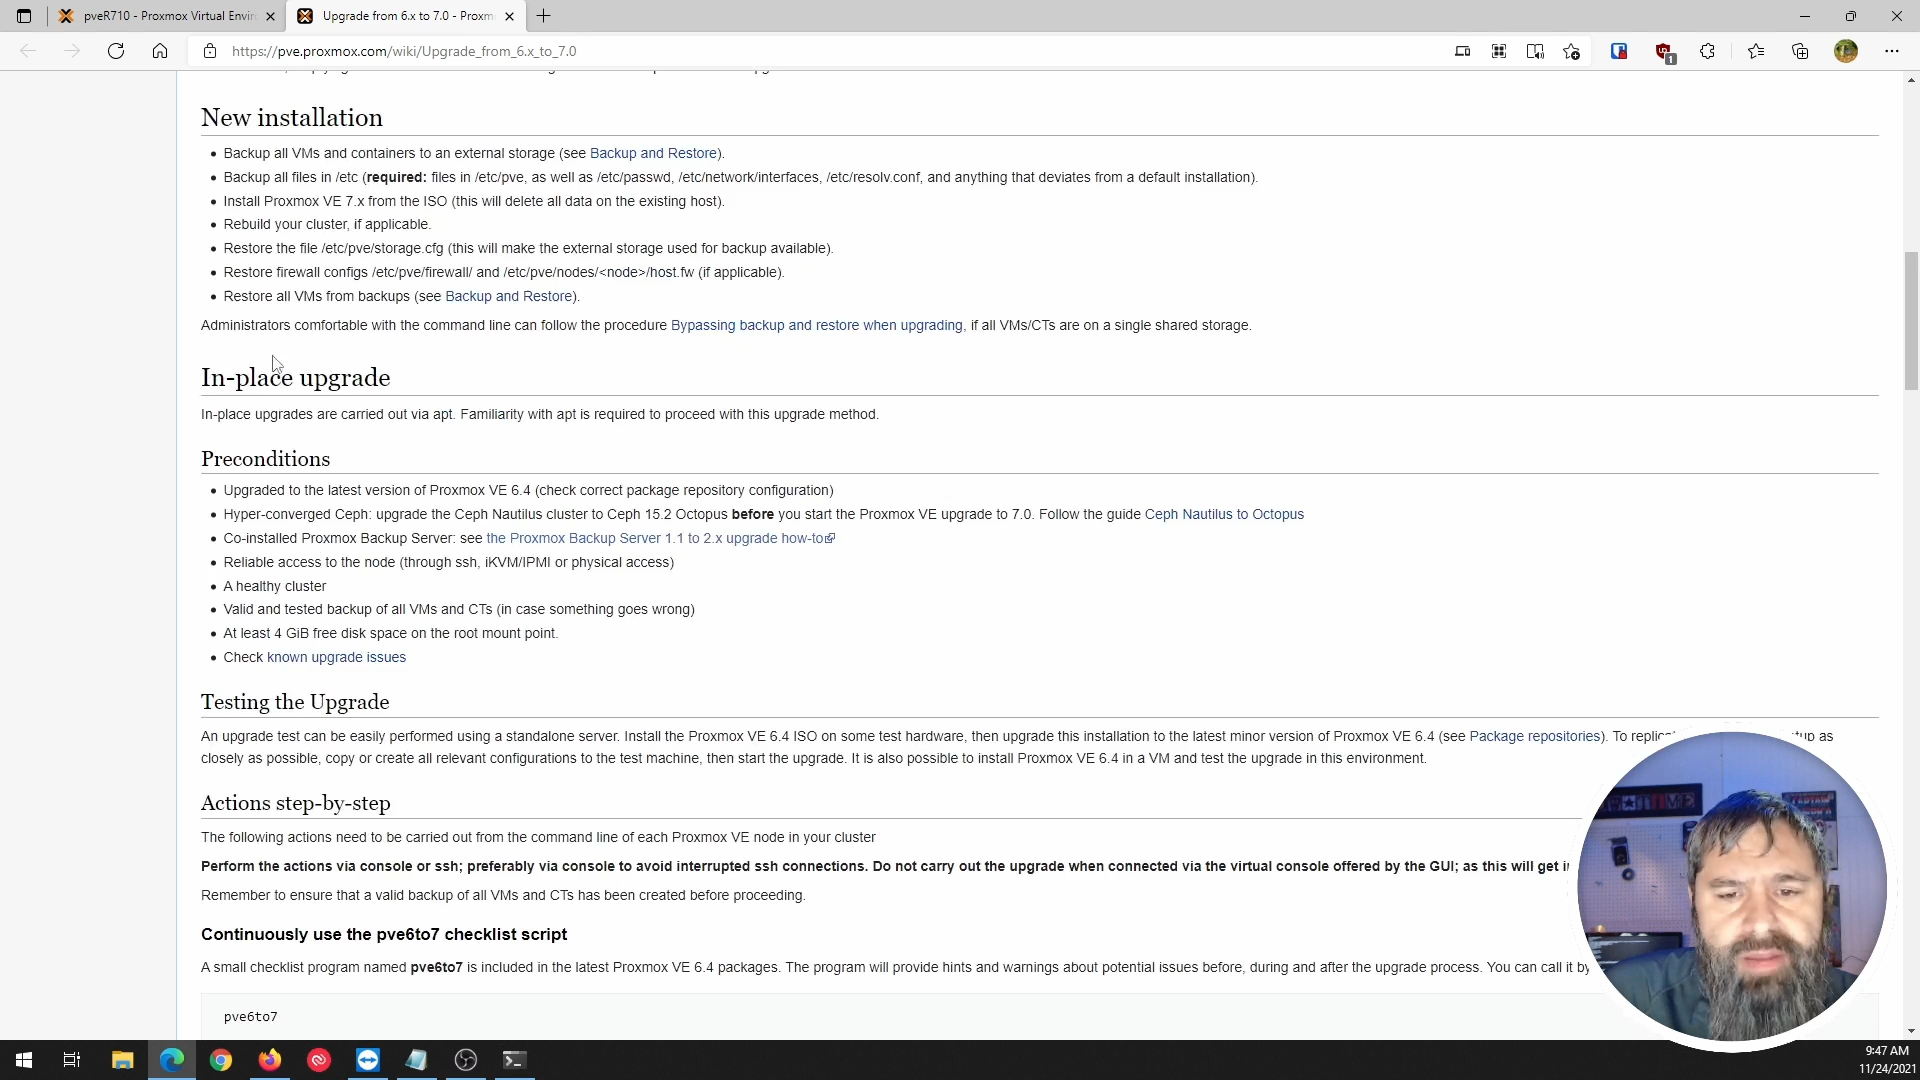 pveR710 - Proxmox Virtual Enviro
Upgrade from 6.x to 7.0 - Proxm
https://pve.proxmox.com/wiki/Upgrade_from_6.x_to_7.0
1
New installation
Backup all VMs and containers to an external storage (see Backup and Restore).
Backup all files in /etc (required: files in /etc/pve, as well as /etc/passwd, /etc/network/interfaces, /etc/resolv.conf, and anything that deviates from a default installation).
Install Proxmox VE 7.x from the ISO (this will delete all data on the existing host).
Rebuild your cluster, if applicable.
Restore the file /etc/pve/storage.cfg (this will make the external storage used for backup available).
Restore firewall configs /etc/pve/firewall/ and /etc/pve/nodes/<node>/host.fw (if applicable).
Restore all VMs from backups (see Backup and Restore).
Administrators comfortable with the command line can follow the procedure Bypassing backup and restore when upgrading, if all VMs/CTs are on a single shared storage.
In-place upgrade
In-place upgrades are carried out via apt. Familiarity with apt is required to proceed with this upgrade method.
Preconditions
Upgraded to the latest version of Proxmox VE 6.4 (check correct package repository configuration)
Hyper-converged Ceph: upgrade the Ceph Nautilus cluster to Ceph 15.2 Octopus before you start the Proxmox VE upgrade to 7.0. Follow the guide Ceph Nautilus to Octopus
Co-installed Proxmox Backup Server: see the Proxmox Backup Server 1.1 to 2.x upgrade how-to
Reliable access to the node (through ssh, iKVM/IPMI or physical access)
A healthy cluster
Valid and tested backup of all VMs and CTs (in case something goes wrong)
At least 4 GiB free disk space on the root mount point.
Check known upgrade issues
Testing the Upgrade
An upgrade test can be easily performed using a standalone server. Install the Proxmox VE 6.4 ISO on some test hardware, then upgrade this installation to the latest minor version of Proxmox VE 6.4 (see Package repositories). To as
closely as possible, copy or create all relevant configurations to the test machine, then start the upgrade. It is also possible to install Proxmox VE 6.4 in a VM and test the upgrade in this environment.
Actions step-by-step
The following actions need to be carried out from the command line of each Proxmox VE node in your cluster
Perform the actions via console or ssh; preferably via console to avoid interrupted ssh connections. Do not carry out the upgrade when connected via the virtual console offered by the GUI; as this will get
Remember to ensure that a valid backup of all VMs and CTs has been created before proceeding.
Continuously use the pve6to7 checklist script
A small checklist program named pve6to7 is included in the latest Proxmox VE 6.4 packages. The program will provide hints and warnings about potential issues before, during and after the upgrade process. You can call it by
pve6to7
9:47 AM
11/24/2021